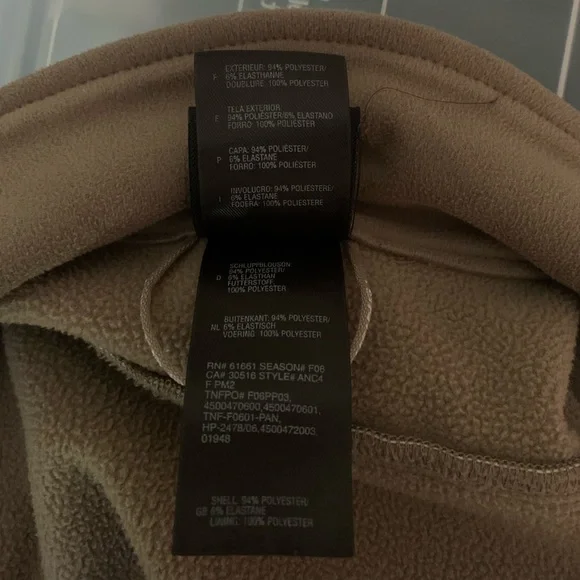 EXTERIEUR: 94% POLYESTER/
F 6% ELASTHANNE
DOUBLURE: 100% POLYESTER
TELA EXTERIOR:
E 94% POLIÉSTER/6% ELASTANO
FORRO: 100% POLIÉSTER
CAPA: 94% POLIÉSTER/
P 6% ELASTANE
FORRO: 100% POLIÉSTER
INVOLUCRO: 94% POLIESTERE/
I 6% ELASTANE
FODERA: 100% POLIESTERE
SCHLUPFBLOUSON
94% POLYESTER/
D 6% ELASTHAN
FUTTERSTOFF
100% POLYESTER
BUITENKANT: 94% POLYESTER/
NL 6% ELASTISCH
VOERING: 100% POLYESTER
RN# 61661 SEASON# F06
CA# 30516 STYLE# ANC4
F PM2
TNFPO# F06PP03,
4500470600,4500470601,
TNF-F0601-PAN,
HP-2478/06,4500472003,
01948
SHELL: 94% POLYESTER/
GB 6% ELASTANE
LINING: 100% POLYESTER